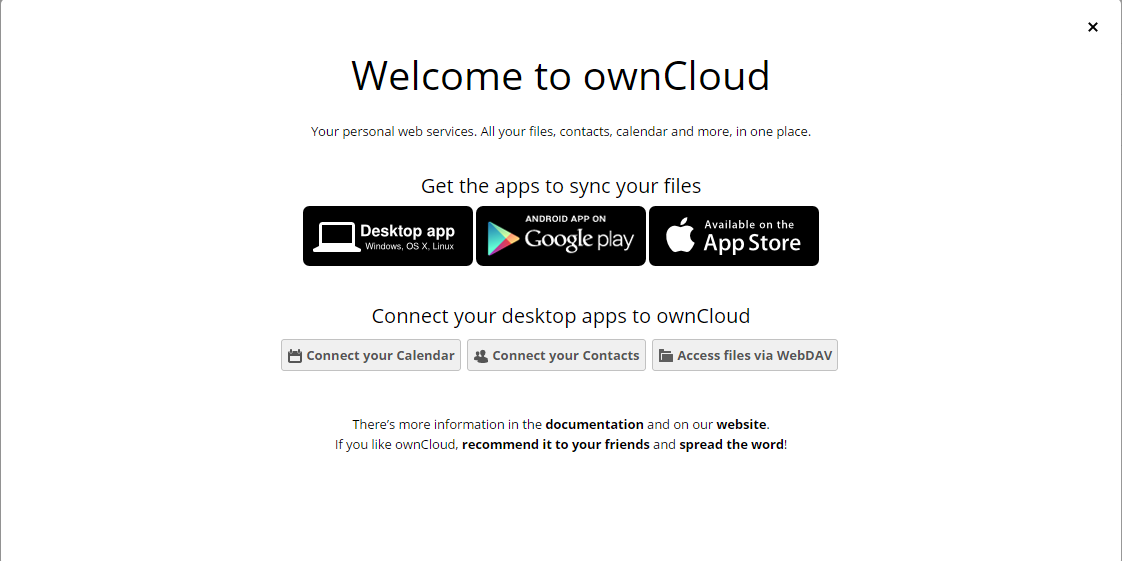 Welcome to ownCloud
Your personal web services. All your files, contacts, calendar and more, in one place.
Get the apps to sync your files
Desktop app
Windows, OS X, Linux
ANDROID APP ON
Google play
Available on the
App Store
Connect your desktop apps to ownCloud
Connect your Calendar
Connect your Contacts
Access files via WebDAV
There’s more information in the documentation and on our website.
If you like ownCloud, recommend it to your friends and spread the word!